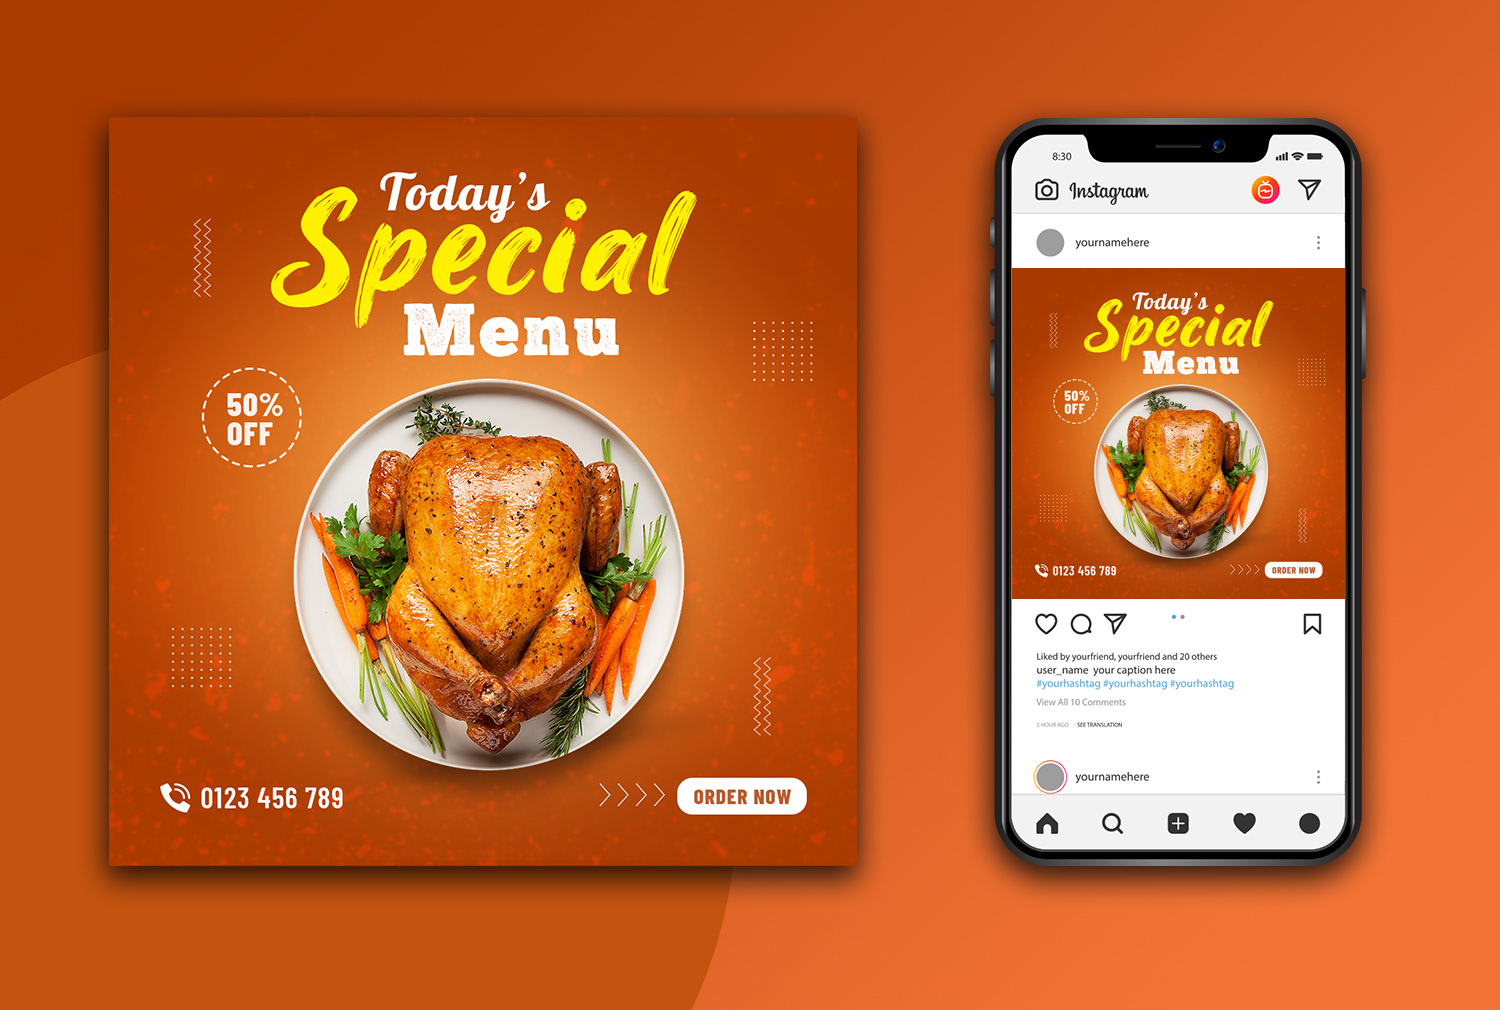 Today's
Special
Menu
50%
OFF
0123 456 789
ORDER NOW
8:30
Instagram
yournamehere
Today's
Special
Menu
50%
OFF
0123 456 789
ORDER NOW
Liked by yourfriend, yourfriend and 20 others
user_name your caption here
#yourhashtag #yourhashtag #yourhashtag
View All 10 Comments
2 HOUR AGO · SEE TRANSLATION
yournamehere